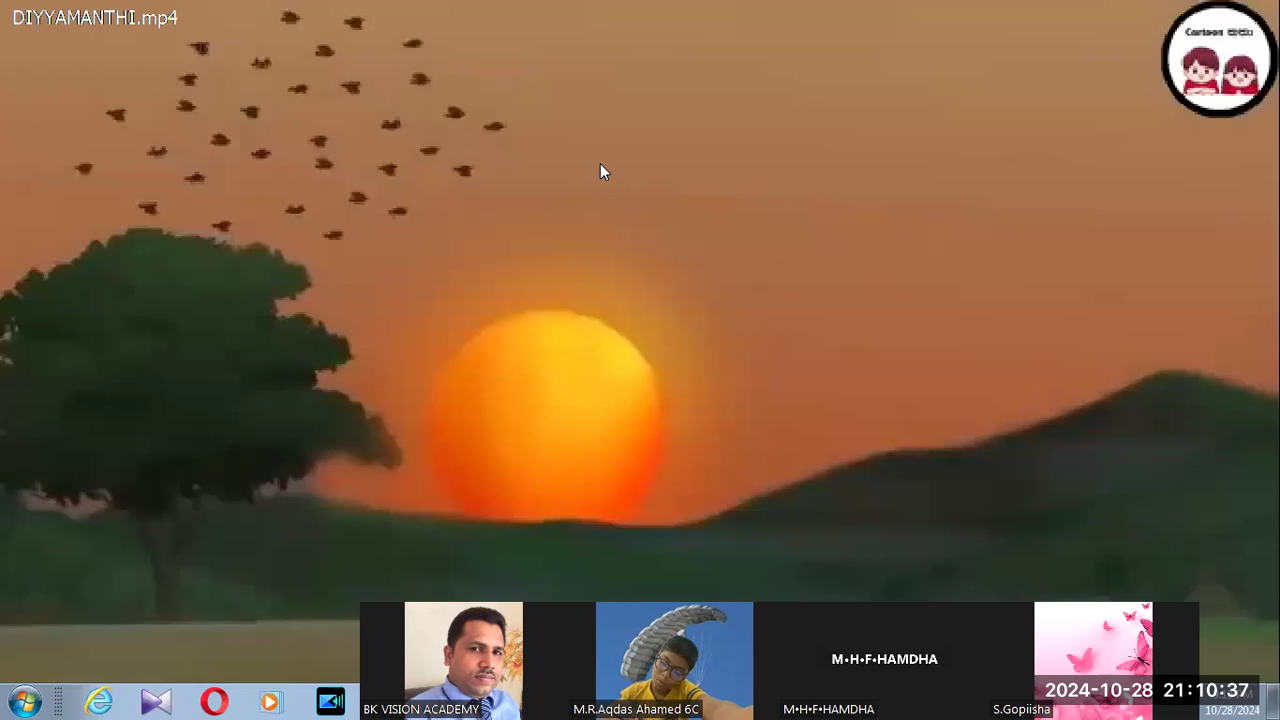 DIYYAMANTHI.mp4
Cartoon
M•H•F•HAMDHA
BK VISION ACADEMY
M.R.Aqdas Ahamed 6C
M•H•F•HAMDHA
S.Gopiisha
2024-10-28 21:10:37
10/28/2024